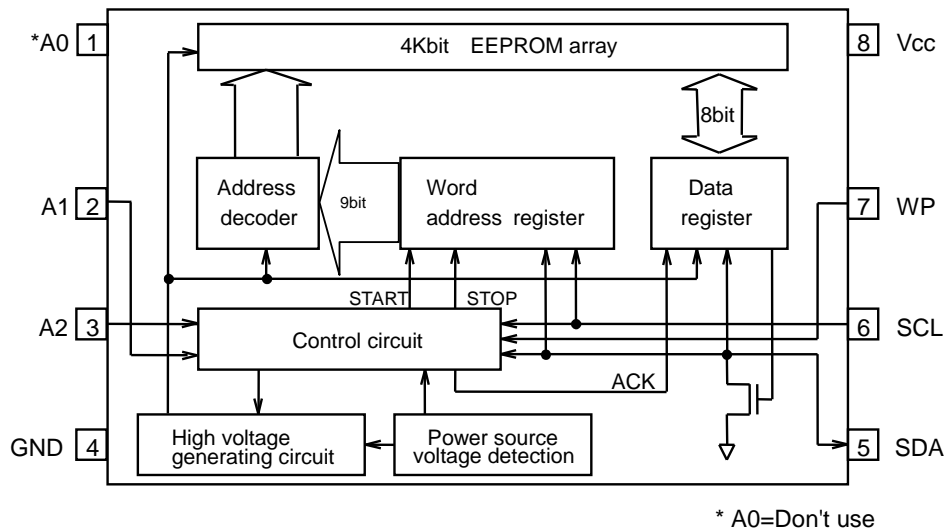 *A0 1
4Kbit EEPROM array
8 Vcc
8bit
A1 2
Address
decoder
9bit
Word
address register
Data
register
7 WP
START
STOP
A2 3
Control circuit
6 SCL
ACK
GND 4
High voltage
generating circuit
Power source
voltage detection
5 SDA
* A0=Don't use